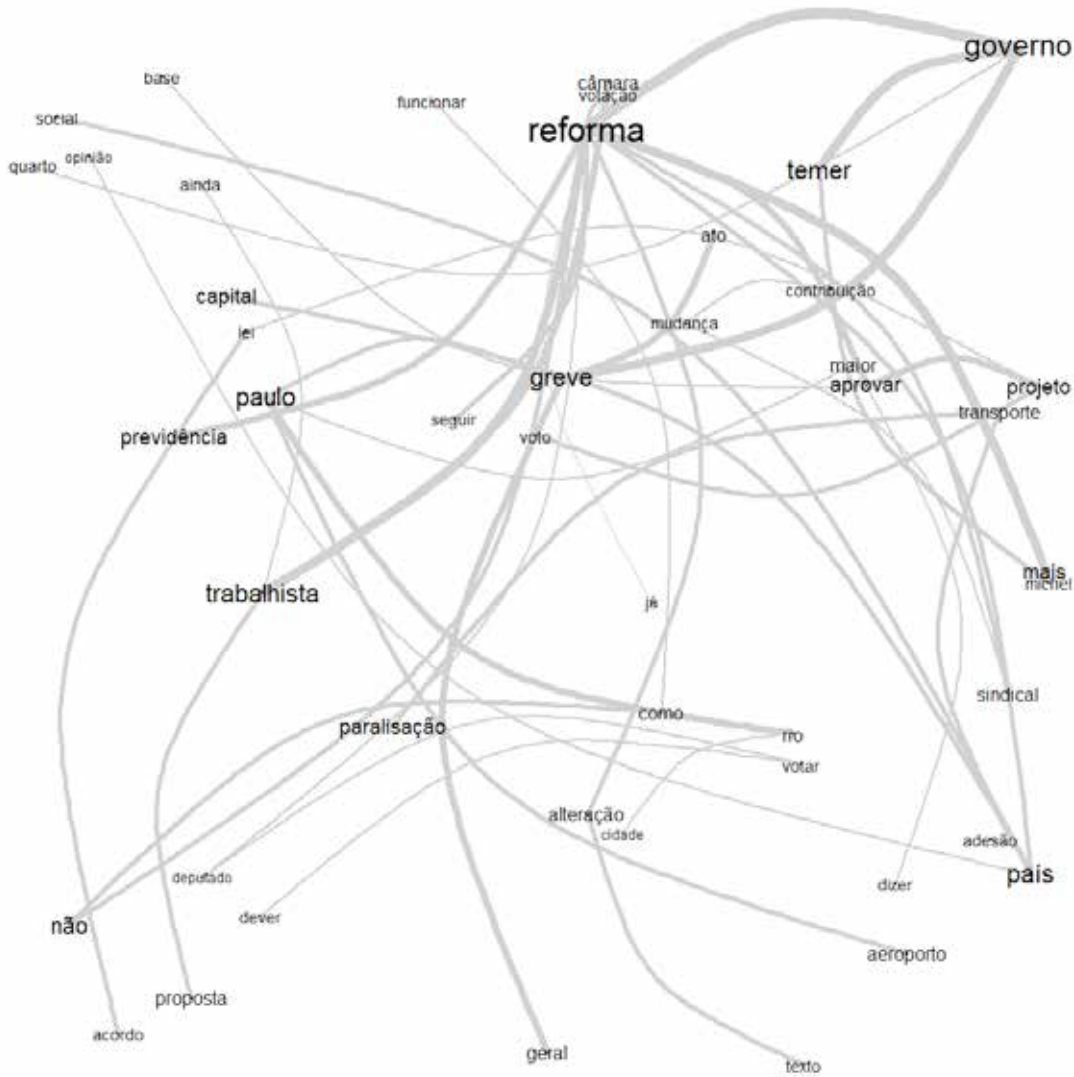 governo
base
câmara
votação
funcionar
social
reforma
opinião
quarto
temer
ainda
ato
contribuição
capital
mudança
lei
greve
maior
aprovar
projeto
paulo
transporte
seguir
previdência
voto
mais
michel
trabalhista
já
sindical
como
paralisação
rio
votar
alteração
cidade
adesão
país
deputado
dizer
não
dever
aeroporto
proposta
acordo
geral
texto